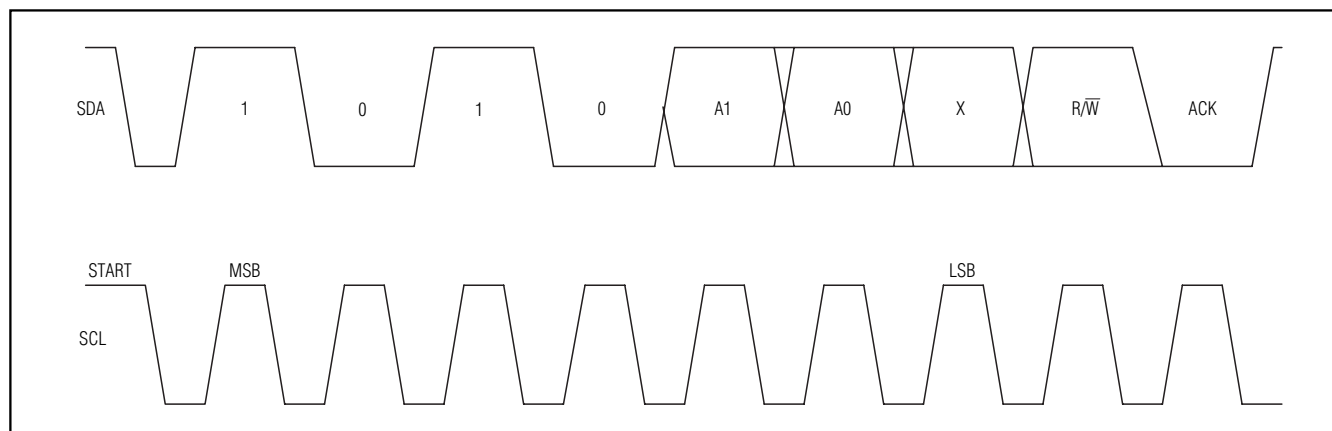 SDA 1 0 1 0 A1 A0 X R/W̅ ACK
START MSB LSB
SCL